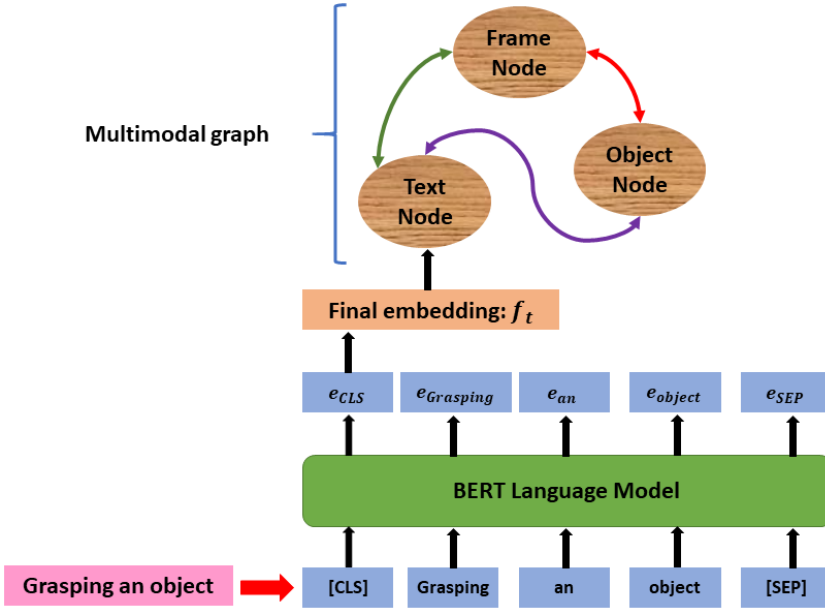 Frame
Node
Multimodal graph
Object
Node
Text
Node
Final embedding: f_t
e_CLS e_Grasping e_an e_object e_SEP
BERT Language Model
Grasping an object [CLS] Grasping an object [SEP]